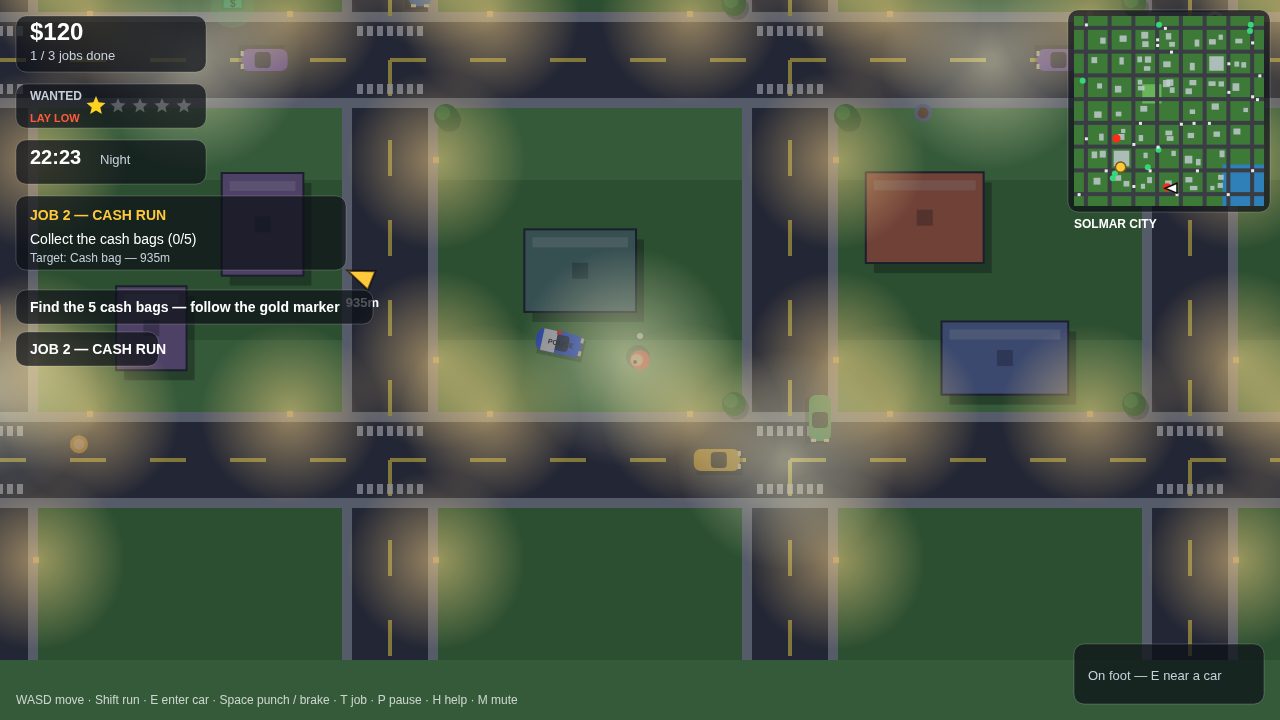 $120
1 / 3 jobs done
WANTED
LAY LOW
22:23 Night
JOB 2 — CASH RUN
Collect the cash bags (0/5)
Target: Cash bag — 935m
935m
Find the 5 cash bags — follow the gold marker
JOB 2 — CASH RUN
SOLMAR CITY
$
On foot — E near a car
WASD move · Shift run · E enter car · Space punch / brake · T job · P pause · H help · M mute